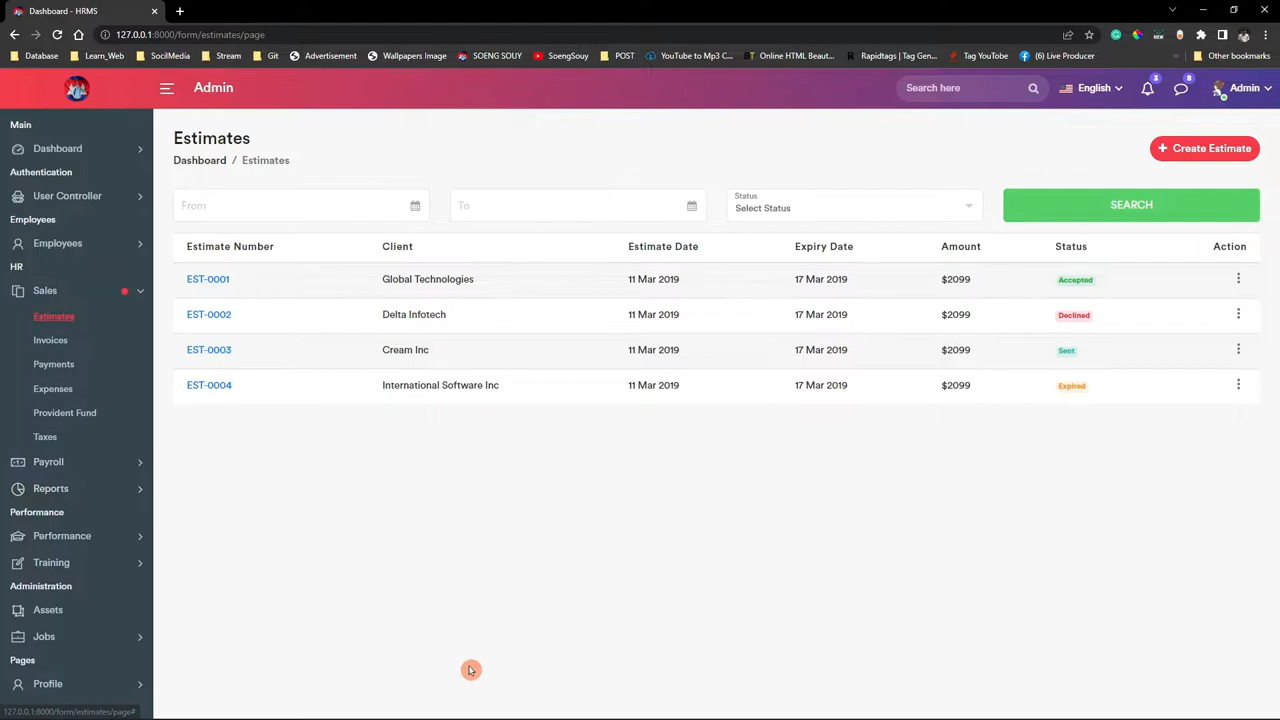 Dashboard - HRMS
127.0.0.1:8000/form/estimates/page
Database
Learn_Web
SocilMedia
Stream
Git
Advertisement
Wallpapers Image
SOENG SOUY
SoengSouy
POST
YouTube to Mp3 C...
Online HTML Beaut...
Rapidtags | Tag Gen...
Tag YouTube
(6) Live Producer
Other bookmarks
Admin
Search here
English
3
8
Admin
Main
Dashboard
Authentication
User Controller
Employees
Employees
HR
Sales
Estimates
Invoices
Payments
Expenses
Provident Fund
Taxes
Payroll
Reports
Performance
Performance
Training
Administration
Assets
Jobs
Pages
Profile
Estimates
Dashboard / Estimates
+ Create Estimate
From
To
Status
Select Status
SEARCH
Estimate Number Client Estimate Date Expiry Date Amount Status Action
EST-0001 Global Technologies 11 Mar 2019 17 Mar 2019 $2099 Accepted
EST-0002 Delta Infotech 11 Mar 2019 17 Mar 2019 $2099 Declined
EST-0003 Cream Inc 11 Mar 2019 17 Mar 2019 $2099 Sent
EST-0004 International Software Inc 11 Mar 2019 17 Mar 2019 $2099 Expired
127.0.0.1:8000/form/estimates/page#